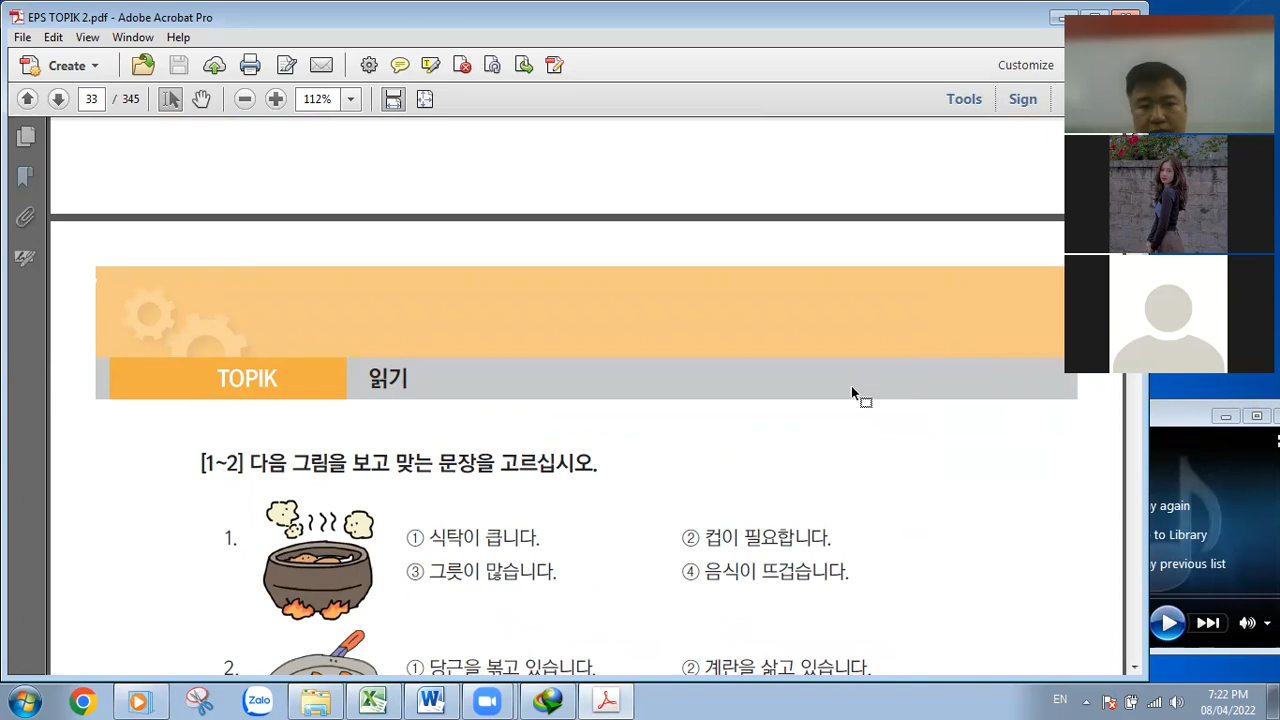 EPS TOPIK 2.pdf - Adobe Acrobat Pro
File Edit View Window Help
Create Customize
33 / 345 112% Tools Sign
TOPIK 읽기
[1~2] 다음 그림을 보고 맞는 문장을 고르십시오.
1. ① 식탁이 큽니다. ② 컵이 필요합니다.
③ 그릇이 많습니다. ④ 음식이 뜨겁습니다.
2. ① 당근을 볶고 있습니다. ② 계란을 삶고 있습니다.
again
to Library
previous list
Zalo
EN
7:22 PM
08/04/2022